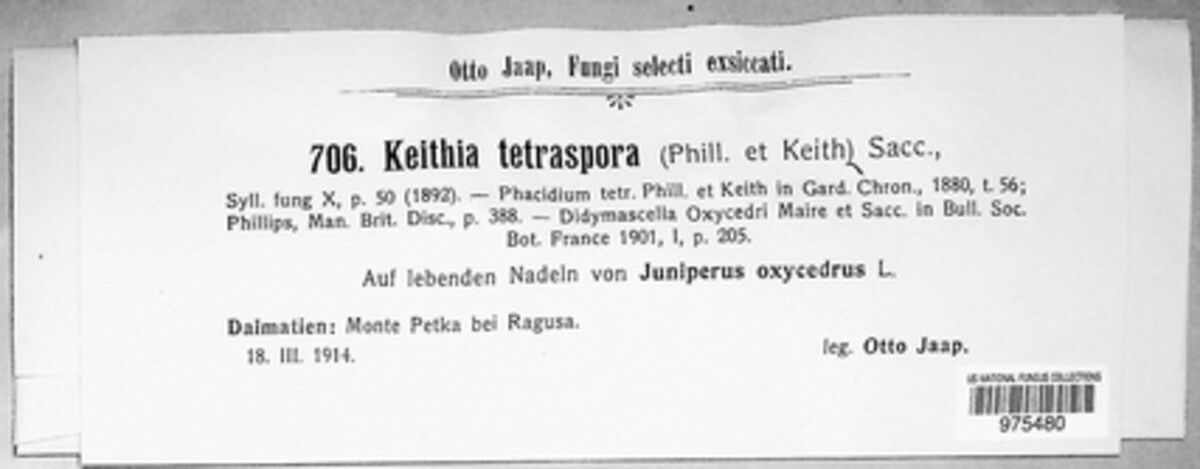 Otto Jaap, Fungi selecti exsiccati.
706. Keithia tetraspora (Phill. et Keith) Sacc.,
Syll. fung X, p. 50 (1892). — Phacidium tetr. Phill. et Keith in Gard. Chron., 1880, t. 56;
Phillips, Man. Brit. Disc., p. 388. — Didymascella Oxycedri Maire et Sacc. in Bull. Soc.
Bot. France 1901, I, p. 205.
Auf lebenden Nadeln von Juniperus oxycedrus L.
Dalmatien: Monte Petka bei Ragusa.
18. III. 1914.
leg. Otto Jaap.
US NATIONAL FUNGUS COLLECTIONS
975480